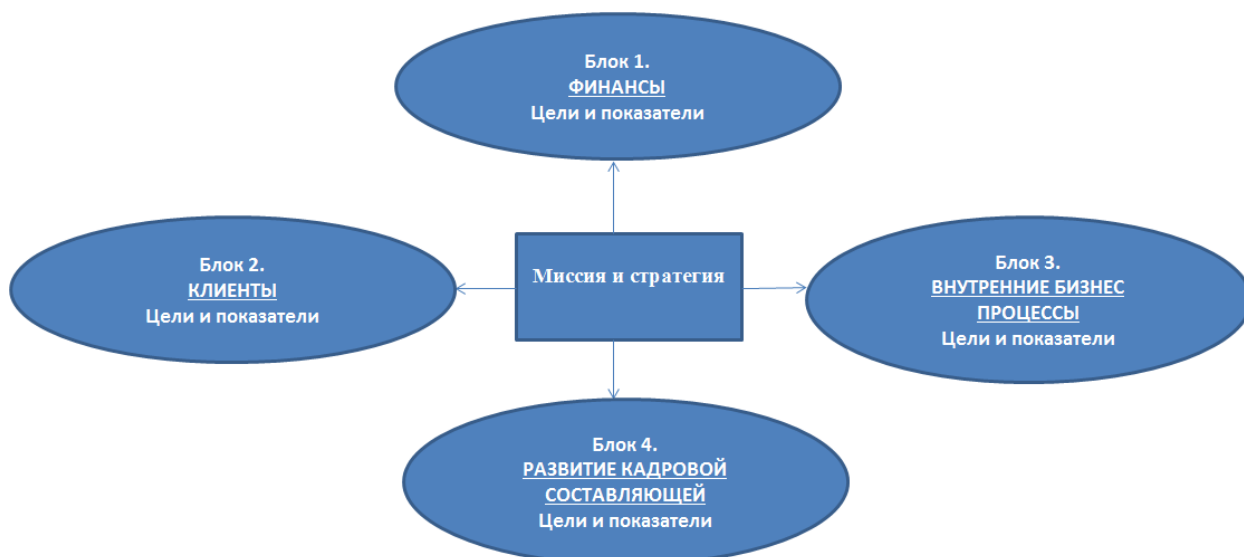 Блок 1.
ФИНАНСЫ
Цели и показатели
Блок 2.
КЛИЕНТЫ
Цели и показатели
Миссия и стратегия
Блок 3.
ВНУТРЕННИЕ БИЗНЕС
ПРОЦЕССЫ
Цели и показатели
Блок 4.
РАЗВИТИЕ КАДРОВОЙ
СОСТАВЛЯЮЩЕЙ
Цели и показатели